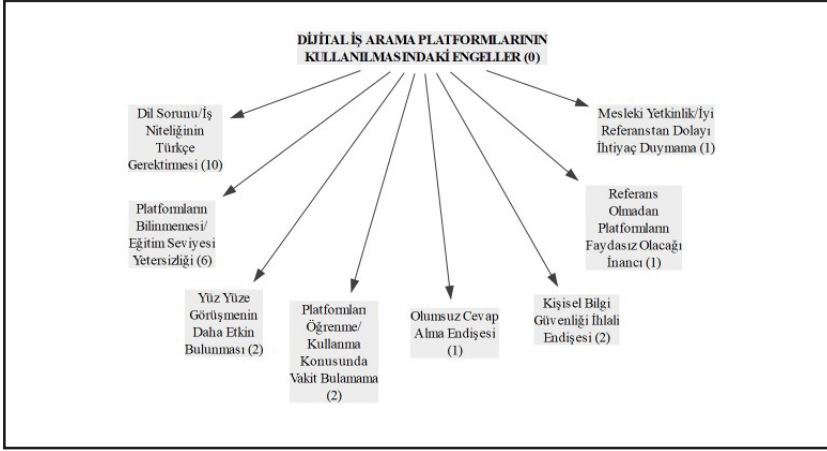 DİJİTAL İŞ ARAMA PLATFORMLARININ
KULLANILMASINDAKİ ENGELLER (0)
Dil Sorunu/İş
Niteliğinin
Türkçe
Gerektirmesi (10)
Platformların
Bilinmemesi/
Eğitim Seviyesi
Yetersizliği (6)
Yüz Yüze
Görüşmenin
Daha Etkin
Bulunması (2)
Platformları
Öğrenme/
Kullanma
Konusunda
Vakit Bulamama
(2)
Olumsuz Cevap
Alma Endişesi
(1)
Kişisel Bilgi
Güvenliği İhlali
Endişesi (2)
Referans
Olmadan
Platformların
Faydasız Olacağı
İnancı (1)
Mesleki Yetkinlik/İyi
Referanstan Dolayı
İhtiyaç Duymama (1)